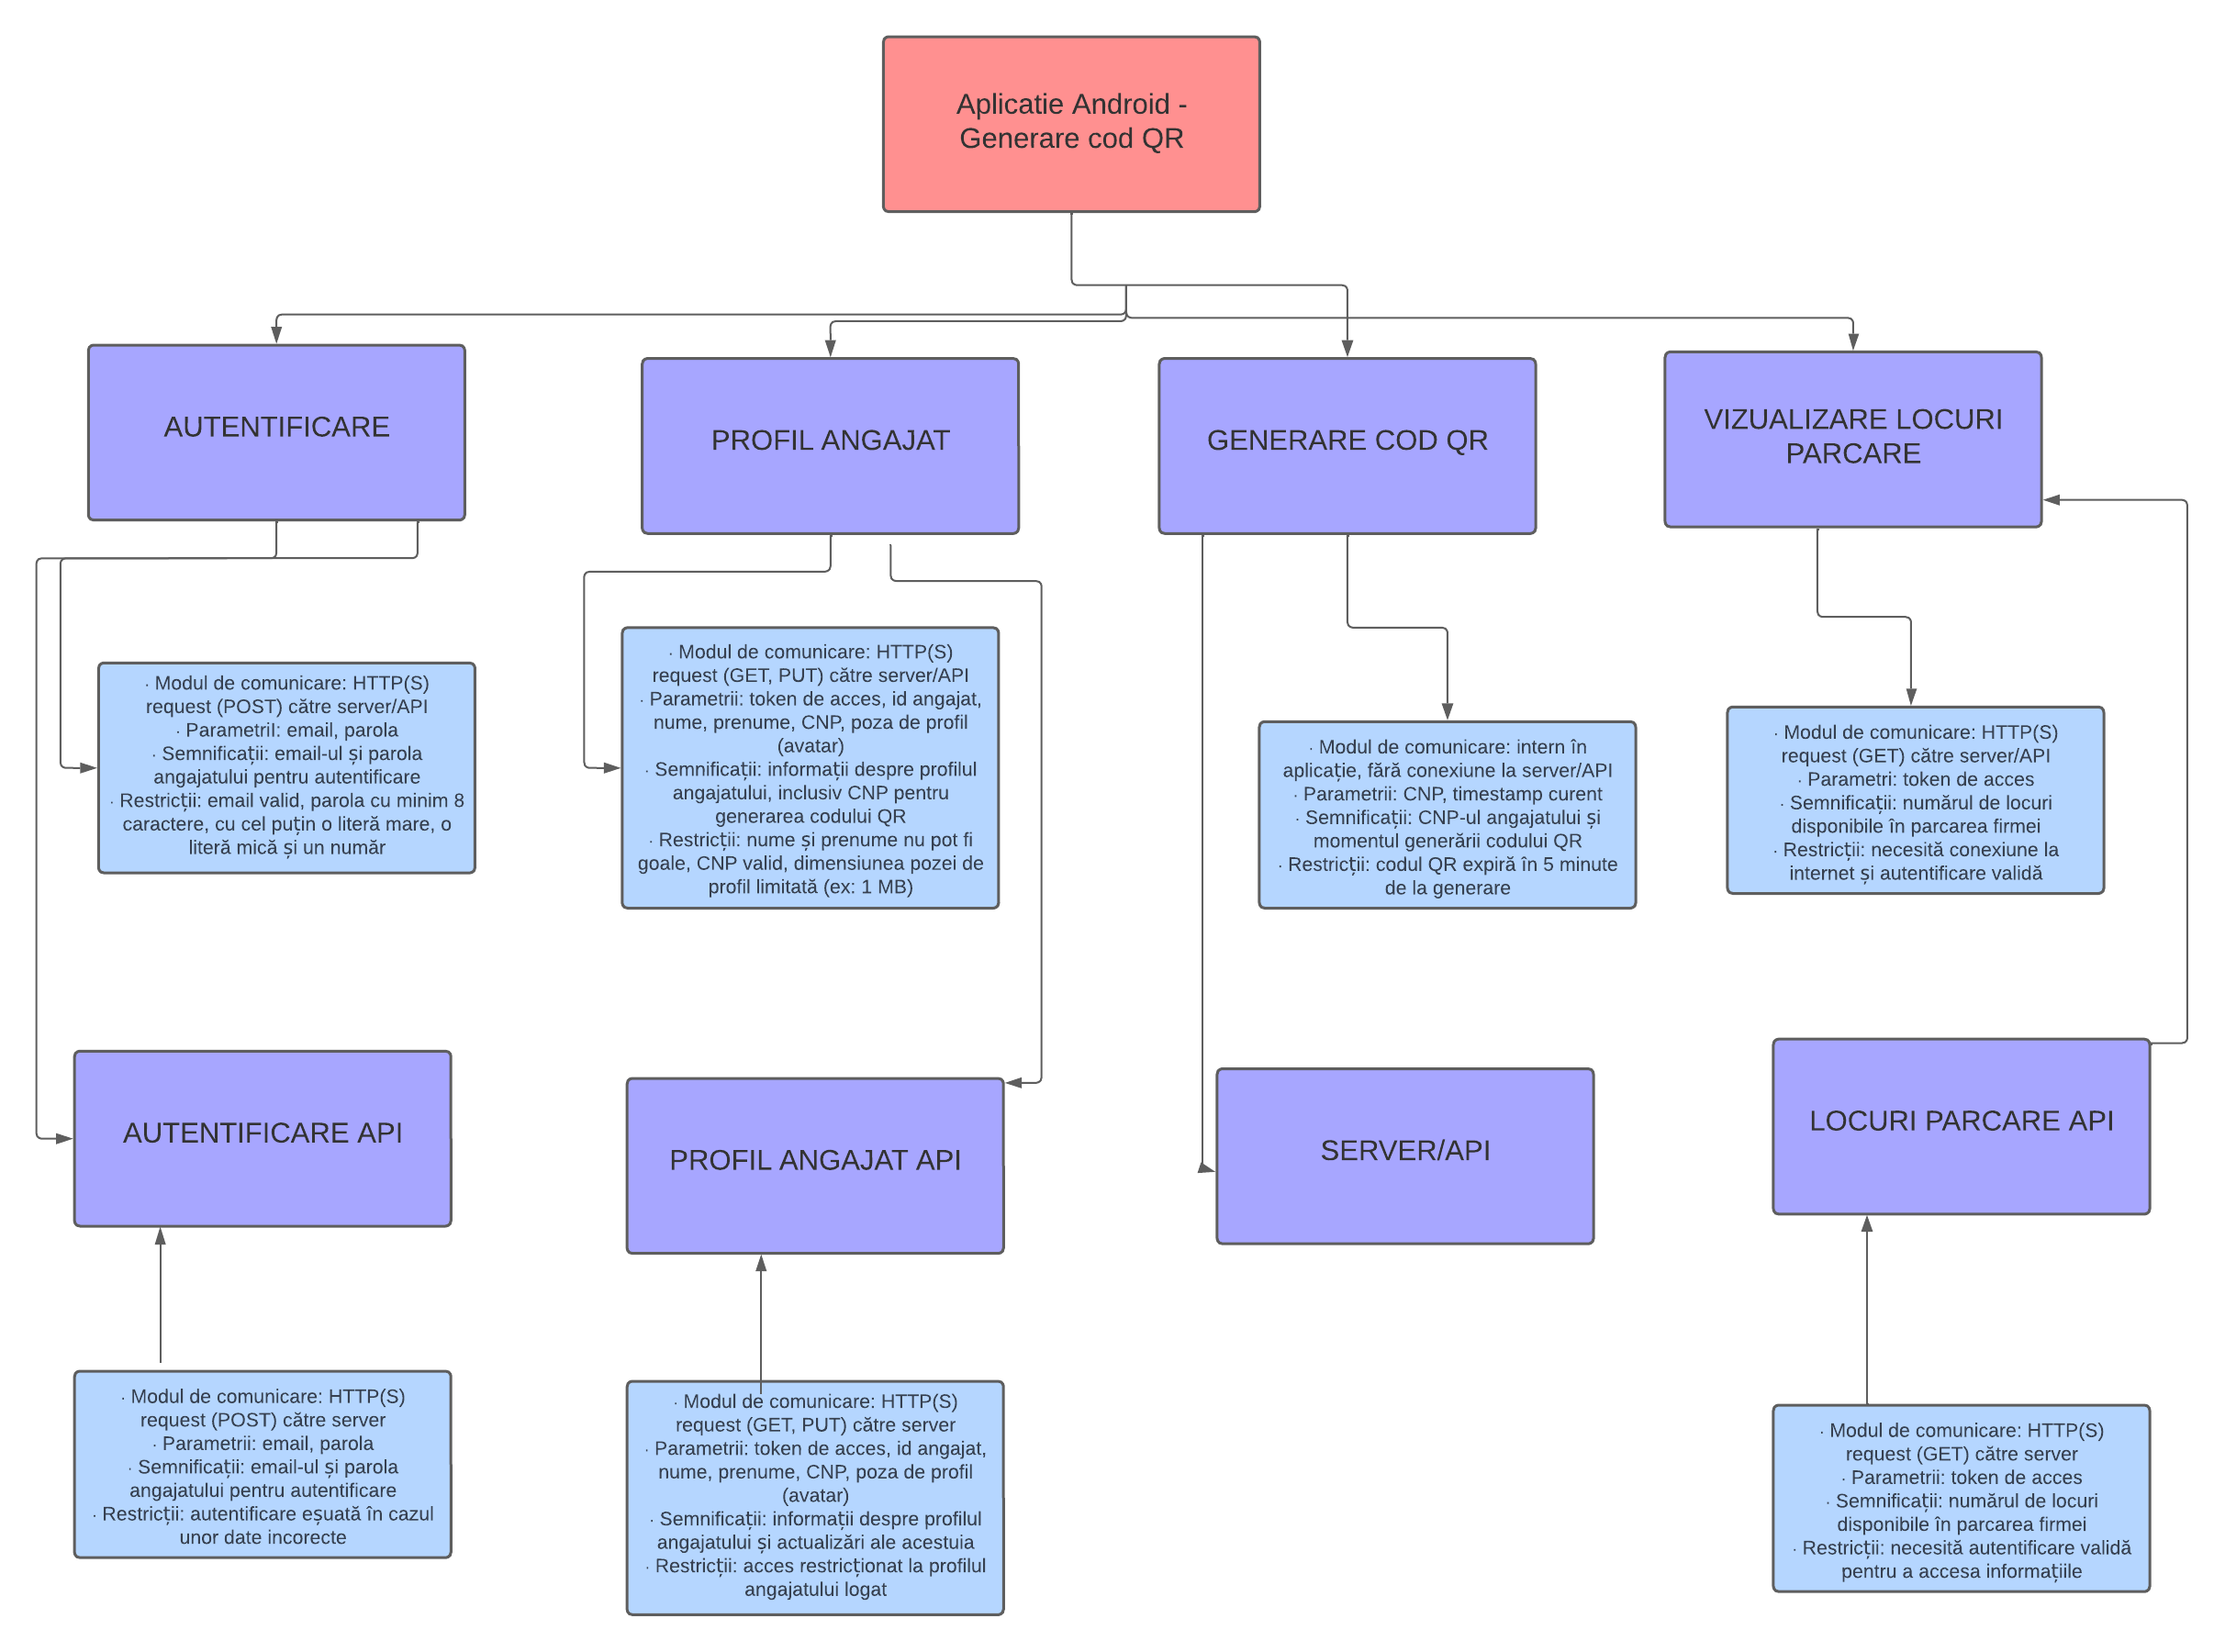 Aplicatie Android -
Generare cod QR
AUTENTIFICARE
PROFIL ANGAJAT
GENERARE COD QR
VIZUALIZARE LOCURI
PARCARE
· Modul de comunicare: HTTP(S)
request (POST) către server/API
· ParametriI: email, parola
· Semnificații: email-ul și parola
angajatului pentru autentificare
· Restricții: email valid, parola cu minim 8
caractere, cu cel puțin o literă mare, o
literă mică și un număr
· Modul de comunicare: HTTP(S)
request (GET, PUT) către server/API
· Parametrii: token de acces, id angajat,
nume, prenume, CNP, poza de profil
(avatar)
· Semnificații: informații despre profilul
angajatului, inclusiv CNP pentru
generarea codului QR
· Restricții: nume și prenume nu pot fi
goale, CNP valid, dimensiunea pozei de
profil limitată (ex: 1 MB)
· Modul de comunicare: intern în
aplicație, fără conexiune la server/API
· Parametrii: CNP, timestamp curent
· Semnificații: CNP-ul angajatului și
momentul generării codului QR
· Restricții: codul QR expiră în 5 minute
de la generare
· Modul de comunicare: HTTP(S)
request (GET) către server/API
· Parametri: token de acces
· Semnificații: numărul de locuri
disponibile în parcarea firmei
· Restricții: necesită conexiune la
internet și autentificare validă
AUTENTIFICARE API
PROFIL ANGAJAT API
SERVER/API
LOCURI PARCARE API
· Modul de comunicare: HTTP(S)
request (POST) către server
· Parametrii: email, parola
· Semnificații: email-ul și parola
angajatului pentru autentificare
· Restricții: autentificare eșuată în cazul
unor date incorecte
· Modul de comunicare: HTTP(S)
request (GET, PUT) către server
· Parametrii: token de acces, id angajat,
nume, prenume, CNP, poza de profil
(avatar)
· Semnificații: informații despre profilul
angajatului și actualizări ale acestuia
· Restricții: acces restricționat la profilul
angajatului logat
· Modul de comunicare: HTTP(S)
request (GET) către server
· Parametrii: token de acces
· Semnificații: numărul de locuri
disponibile în parcarea firmei
· Restricții: necesită autentificare validă
pentru a accesa informațiile